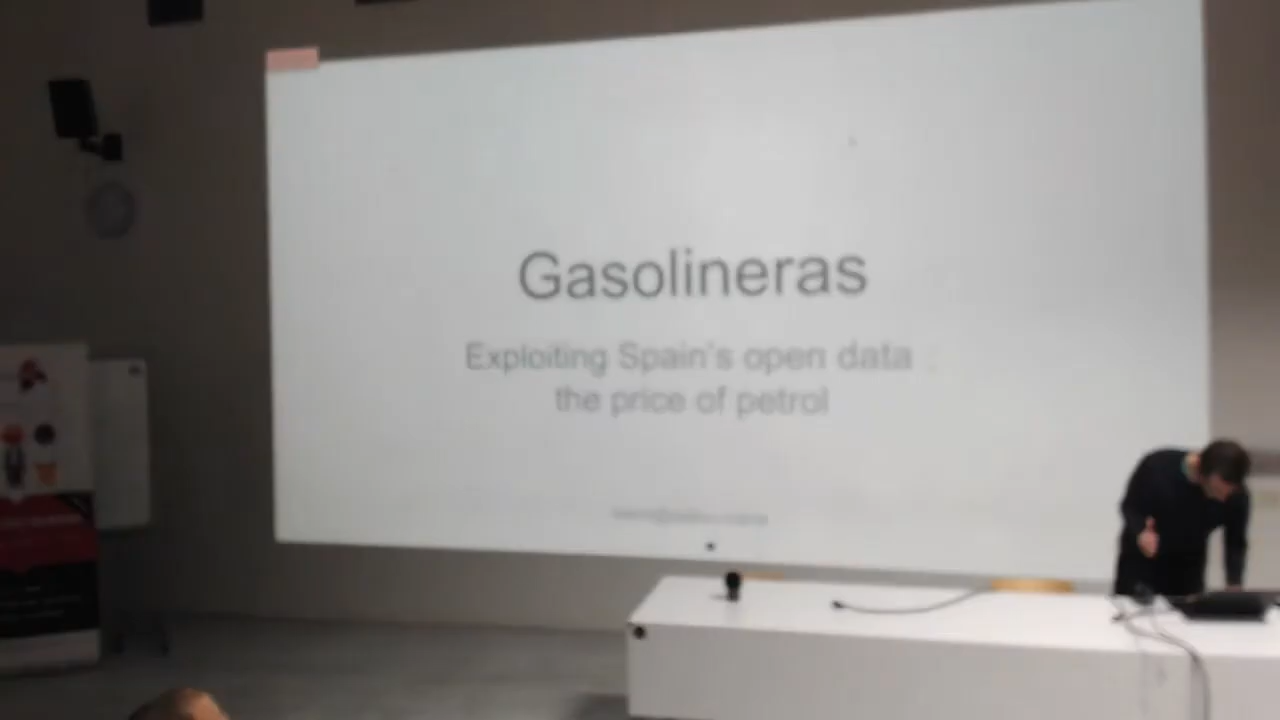 Gasolineras
Exploiting Spain's open data :
the price of petrol